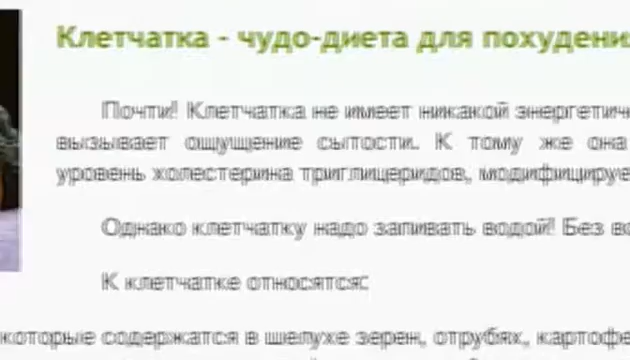 Клетчатка - чудо-диета для похудени
Почти! Клетчатка не имеет никакой энергетич
вызывает ощущение сытости. К тому же она
уровень холестерина триглицеридов, модифицируе
Однако клетчатку надо запивать водой! Без во
К клетчатке относятся:
которые содержатся в шелухе зерен, отрубях, картофе